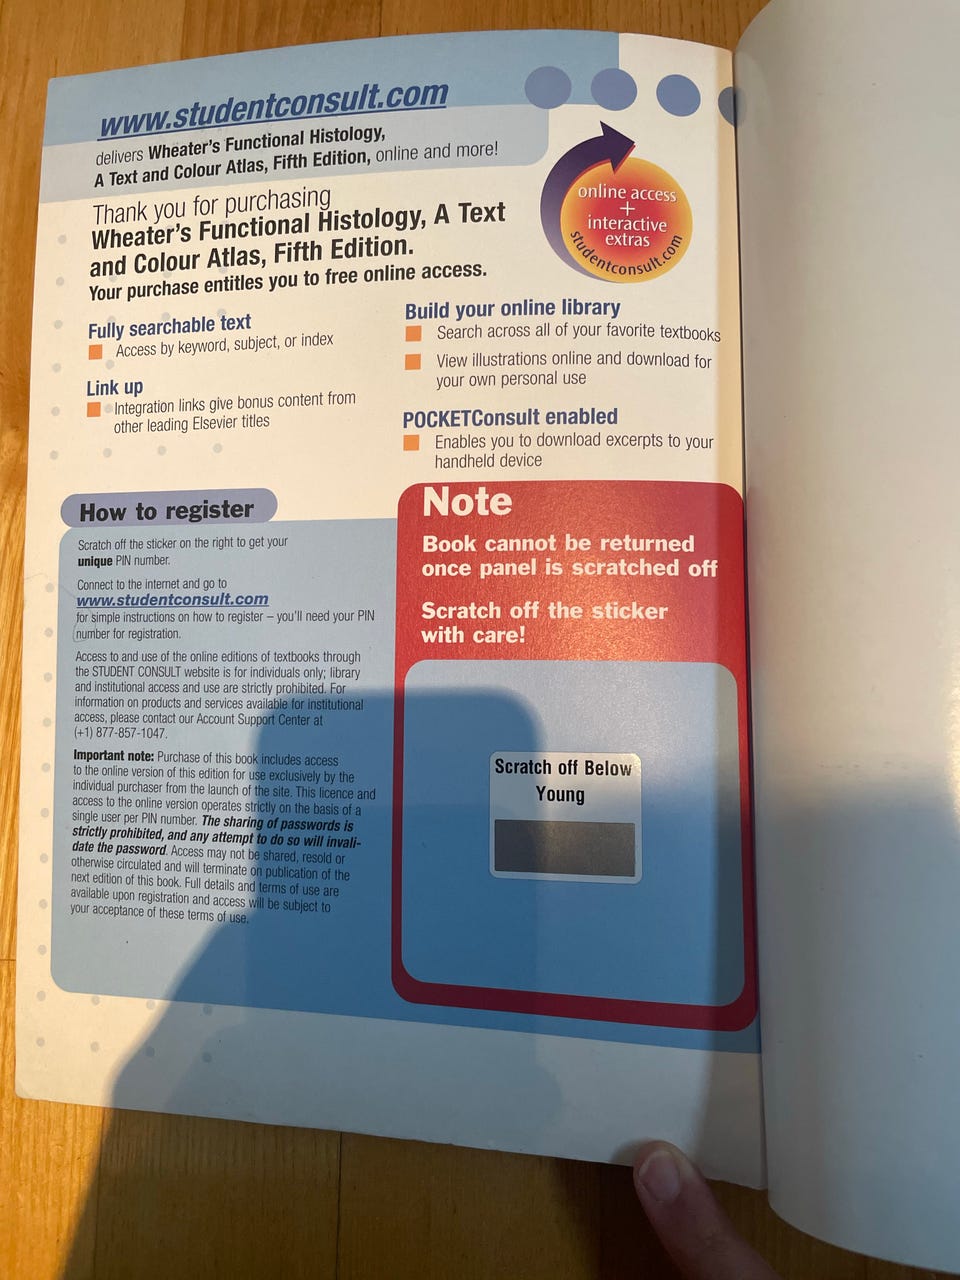 www.studentconsult.com
delivers Wheater's Functional Histology,
A Text and Colour Atlas, Fifth Edition, online and more!
online access
+
interactive
extras
studentconsult.com
Thank you for purchasing
Wheater's Functional Histology, A Text
and Colour Atlas, Fifth Edition.
Your purchase entitles you to free online access.
Fully searchable text
Access by keyword, subject, or index
Link up
Integration links give bonus content from
other leading Elsevier titles
Build your online library
Search across all of your favorite textbooks
View illustrations online and download for
your own personal use
POCKETConsult enabled
Enables you to download excerpts to your
handheld device
How to register
Scratch off the sticker on the right to get your
unique PIN number.
Connect to the internet and go to
www.studentconsult.com
for simple instructions on how to register – you'll need your PIN
number for registration.
Access to and use of the online editions of textbooks through
the STUDENT CONSULT website is for individuals only; library
and institutional access and use are strictly prohibited. For
information on products and services available for institutional
access, please contact our Account Support Center at
(+1) 877-857-1047.
Important note: Purchase of this book includes access
to the online version of this edition for use exclusively by the
individual purchaser from the launch of the site. This licence and
access to the online version operates strictly on the basis of a
single user per PIN number. The sharing of passwords is
strictly prohibited, and any attempt to do so will invali-
date the password. Access may not be shared, resold or
otherwise circulated and will terminate on publication of the
next edition of this book. Full details and terms of use are
available upon registration and access will be subject to
your acceptance of these terms of use.
Note
Book cannot be returned
once panel is scratched off
Scratch off the sticker
with care!
Scratch off Below
Young